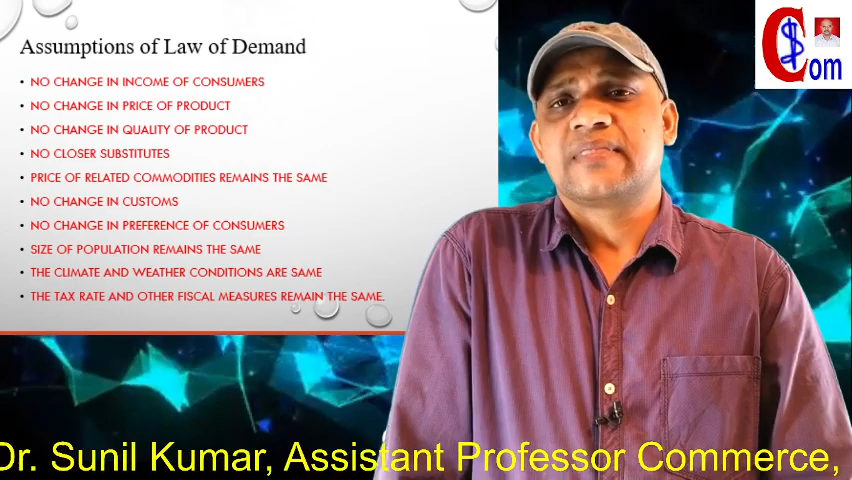 Assumptions of Law of Demand
• NO CHANGE IN INCOME OF CONSUMERS
• NO CHANGE IN PRICE OF PRODUCT
• NO CHANGE IN QUALITY OF PRODUCT
• NO CLOSER SUBSTITUTES
• PRICE OF RELATED COMMODITIES REMAINS THE SAME
• NO CHANGE IN CUSTOMS
• NO CHANGE IN PREFERENCE OF CONSUMERS
• SIZE OF POPULATION REMAINS THE SAME
• THE CLIMATE AND WEATHER CONDITIONS ARE SAME
• THE TAX RATE AND OTHER FISCAL MEASURES REMAIN THE SAME.
C$om
Dr. Sunil Kumar, Assistant Professor Commerce,